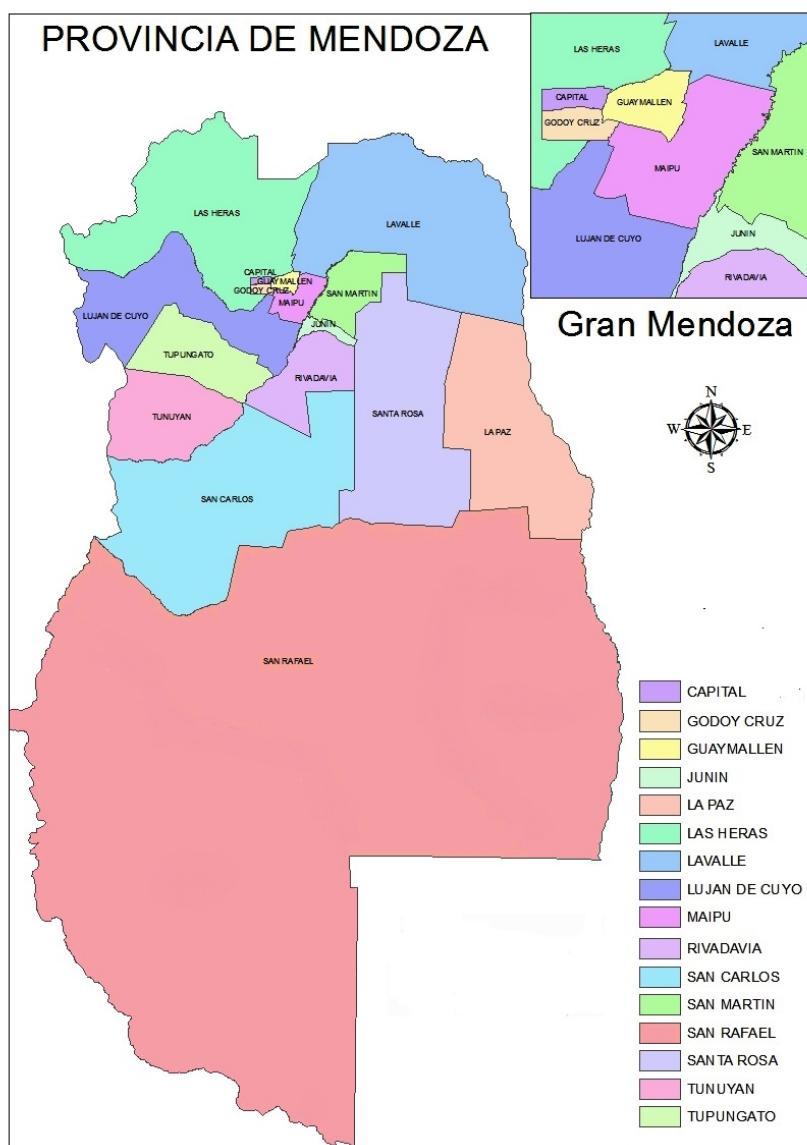 PROVINCIA DE MENDOZA
LAS HERAS
LAVALLE
CAPITAL
GUAYMALLEN
GODOY CRUZ
MAIPU
SAN MARTIN
LUJAN DE CUYO
JUNIN
RIVADAVIA
Gran Mendoza
LAS HERAS
LAVALLE
CAPITAL
GUAYMALLEN
GODOY CRUZ
MAIPU
SAN MARTIN
LUJAN DE CUYO
JUNIN
TUPUNGATO
RIVADAVIA
TUNUYAN
SANTA ROSA
LA PAZ
SAN CARLOS
SAN RAFAEL
N
W E
S
CAPITAL
GODOY CRUZ
GUAYMALLEN
JUNIN
LA PAZ
LAS HERAS
LAVALLE
LUJAN DE CUYO
MAIPU
RIVADAVIA
SAN CARLOS
SAN MARTIN
SAN RAFAEL
SANTA ROSA
TUNUYAN
TUPUNGATO